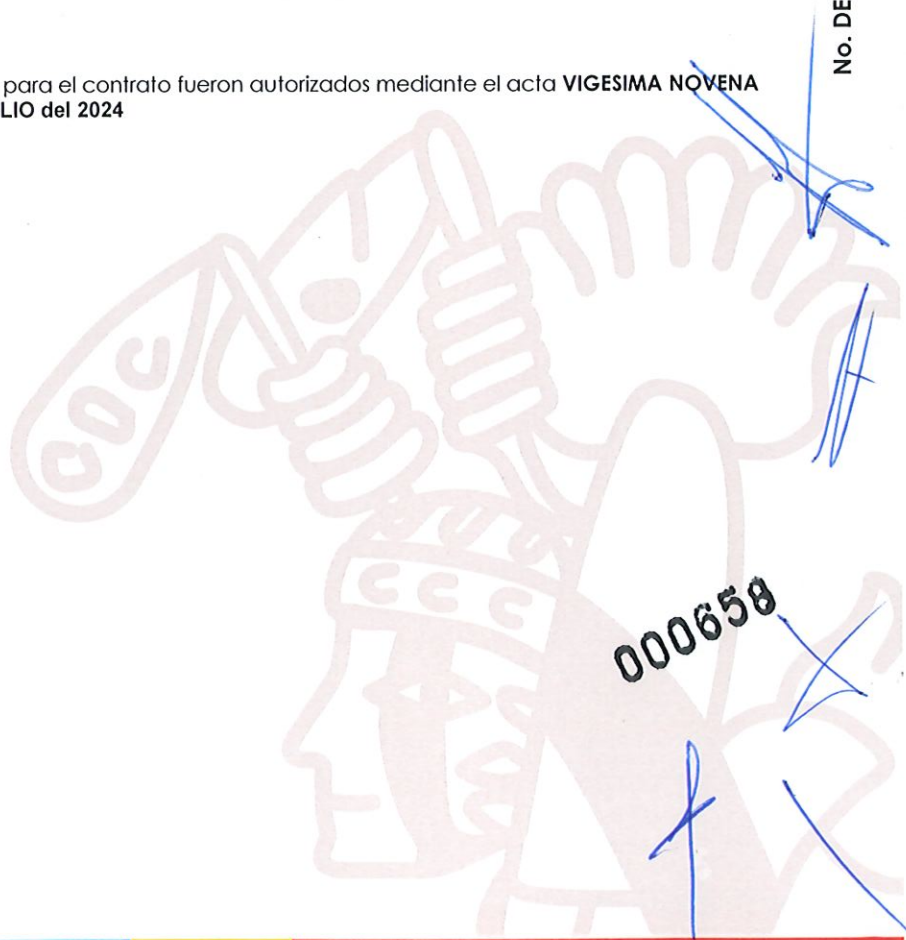 para el contrato fueron autorizados mediante el acta VIGESIMA NOVENA
LIO del 2024
No. DE
000658